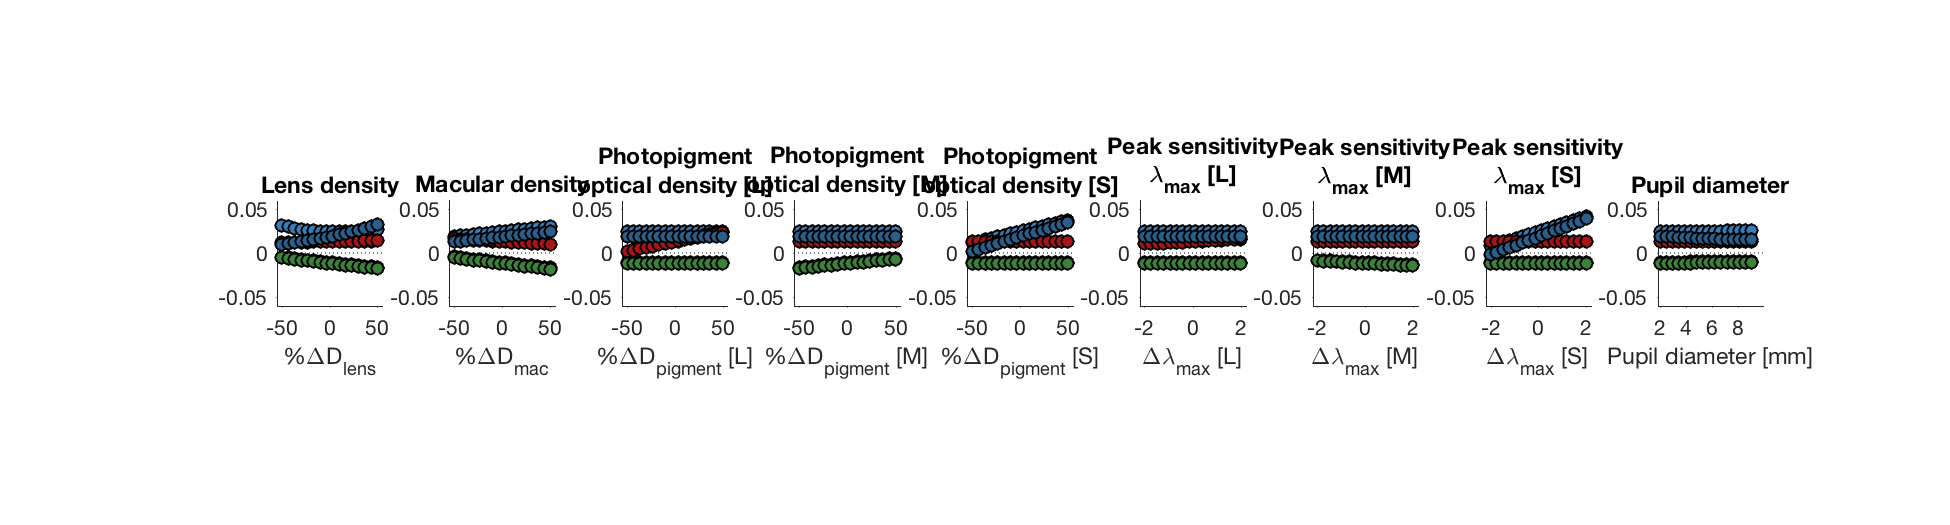 Lens density
0.05
0
-0.05
-50 0 50
%ΔD_lens
Macular density
0.05
0
-0.05
-50 0 50
%ΔD_mac
Photopigment
optical density [L]
0.05
0
-0.05
-50 0 50
%ΔD_pigment [L]
Photopigment
optical density [M]
0.05
0
-0.05
-50 0 50
%ΔD_pigment [M]
Photopigment
optical density [S]
0.05
0
-0.05
-50 0 50
%ΔD_pigment [S]
Peak sensitivity
λ_max [L]
0.05
0
-0.05
-2 0 2
Δλ_max [L]
Peak sensitivity
λ_max [M]
0.05
0
-0.05
-2 0 2
Δλ_max [M]
Peak sensitivity
λ_max [S]
0.05
0
-0.05
-2 0 2
Δλ_max [S]
Pupil diameter
0.05
0
-0.05
2 4 6 8
Pupil diameter [mm]